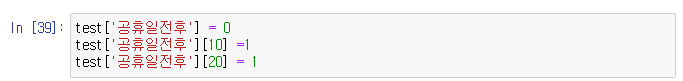 In [39]: test['공휴일전후'] = 0
test['공휴일전후'][10] =1
test['공휴일전후'][20] = 1